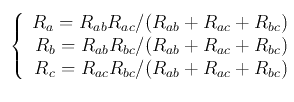 R_a = R_{ab}R_{ac}/(R_{ab} + R_{ac} + R_{bc})
R_b = R_{ab}R_{bc}/(R_{ab} + R_{ac} + R_{bc})
R_c = R_{ac}R_{bc}/(R_{ab} + R_{ac} + R_{bc})